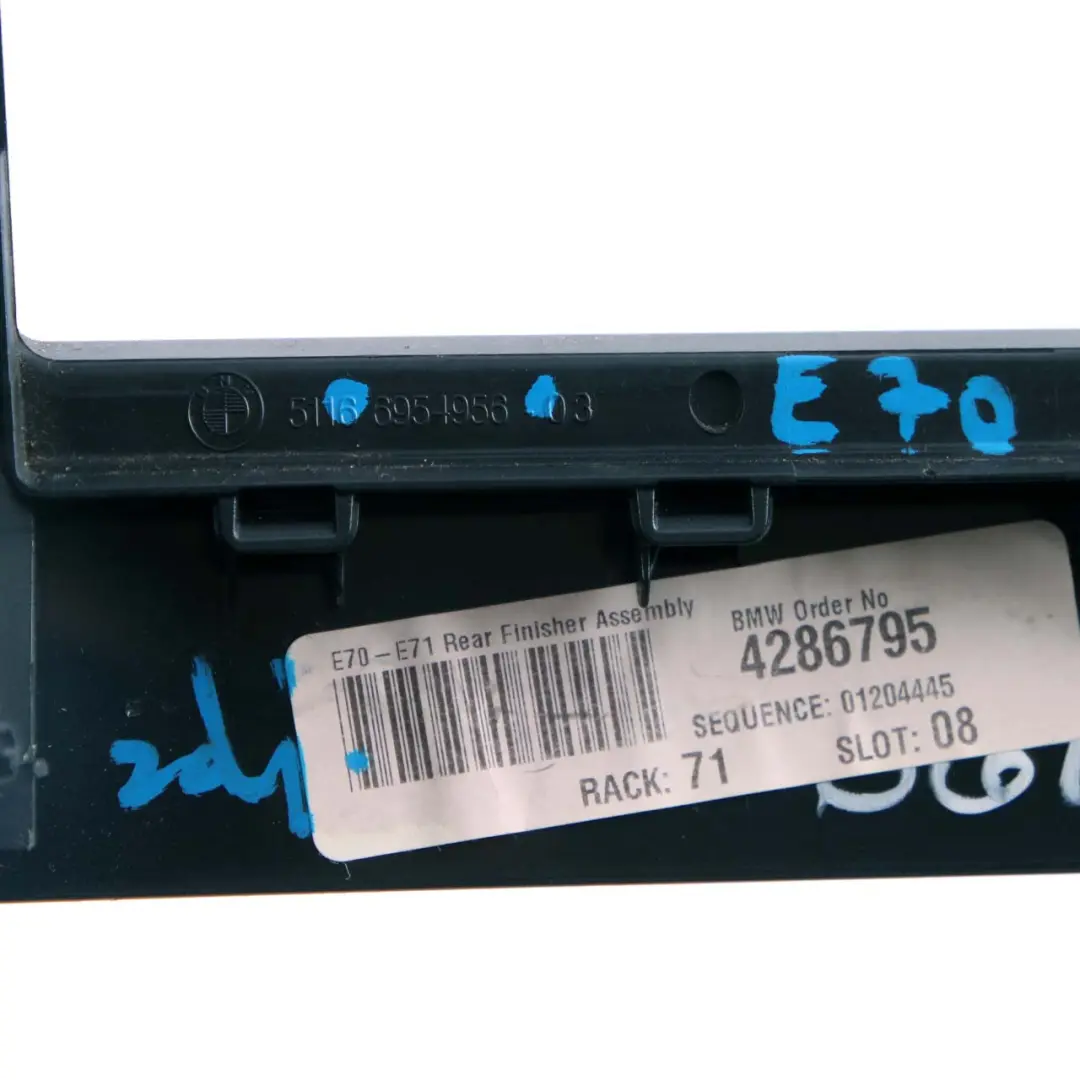 5116 6954956 03
E70
E70-E71 Rear Finisher Assembly
BMW Order No
4286795
SEQUENCE: 01204445
RACK: 71
SLOT: 08